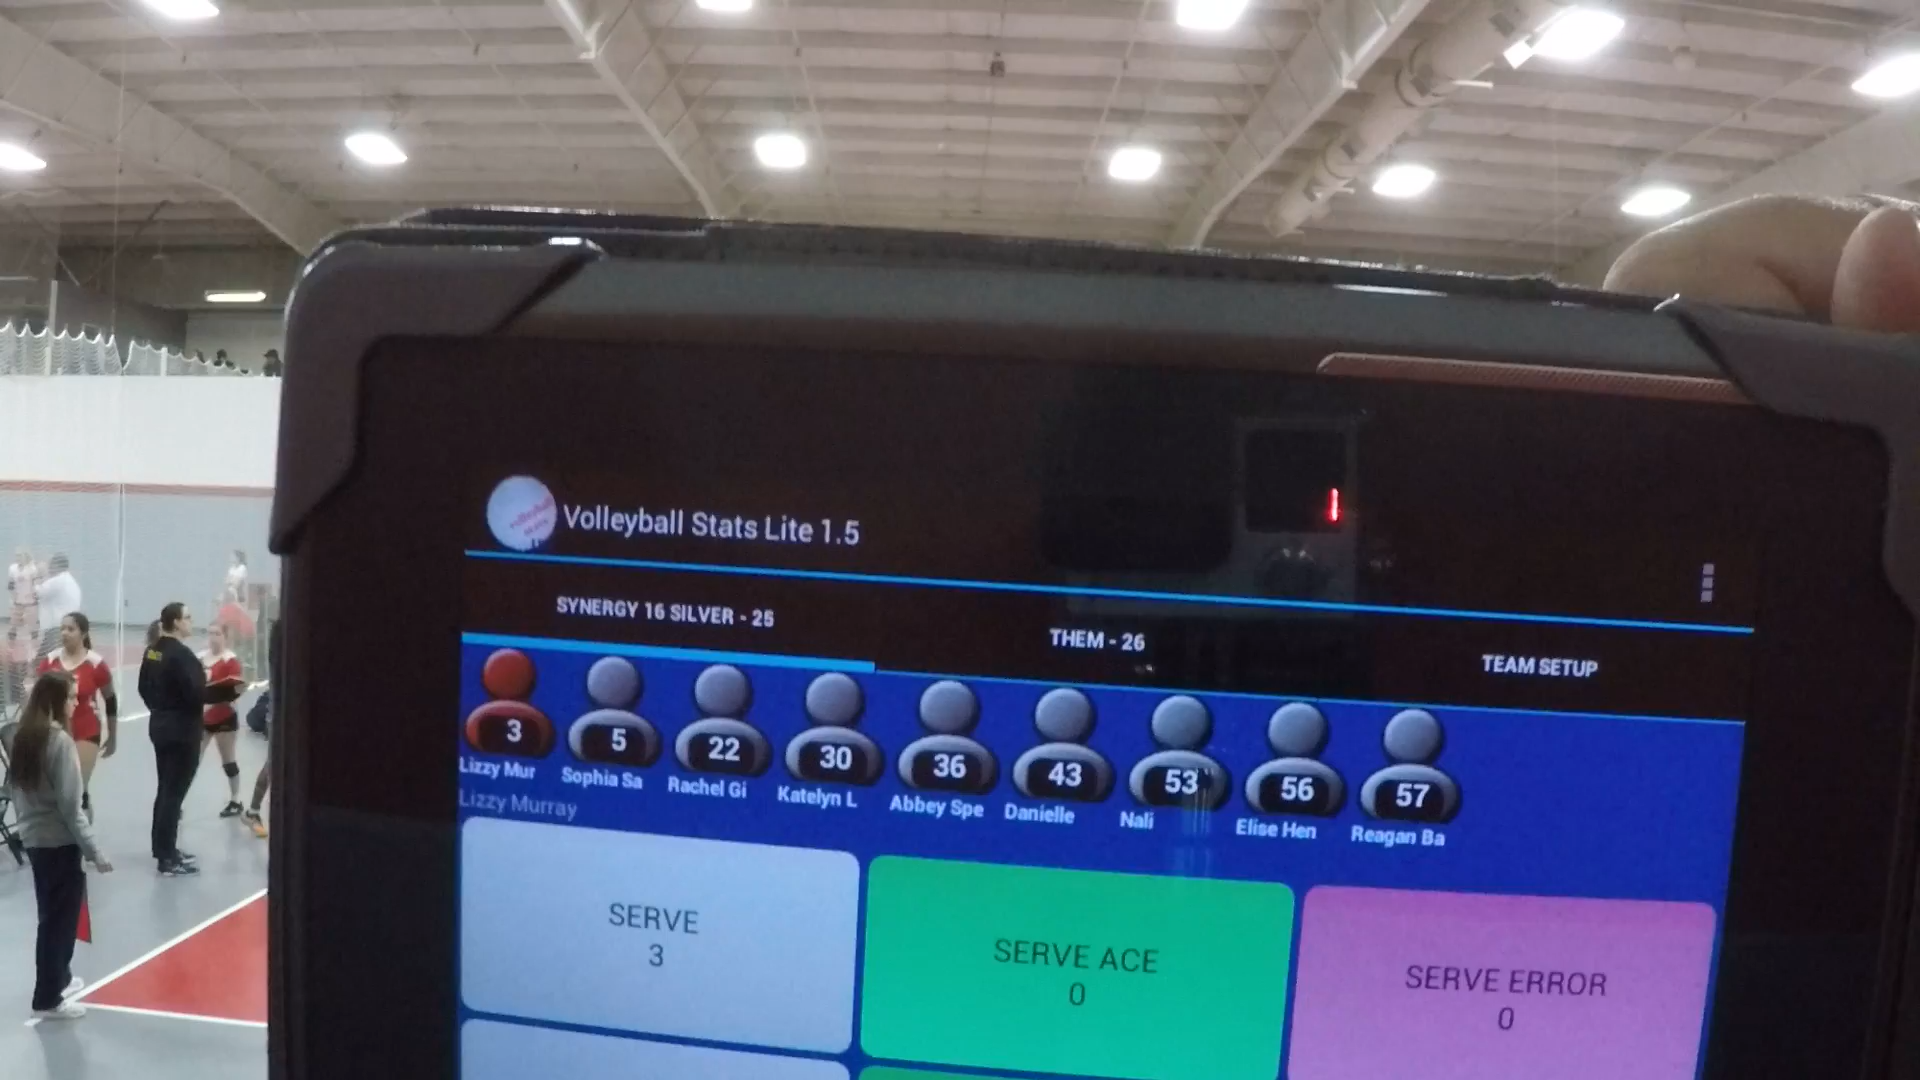 volleyball
stats
Volleyball Stats Lite 1.5
SYNERGY 16 SILVER - 25
THEM - 26
TEAM SETUP
3
5
22
30
36
43
53
56
57
Lizzy Mur
Sophia Sa
Rachel Gi
Katelyn L
Abbey Spe
Danielle
Nali
Elise Hen
Reagan Ba
Lizzy Murray
SERVE
3
SERVE ACE
0
SERVE ERROR
0